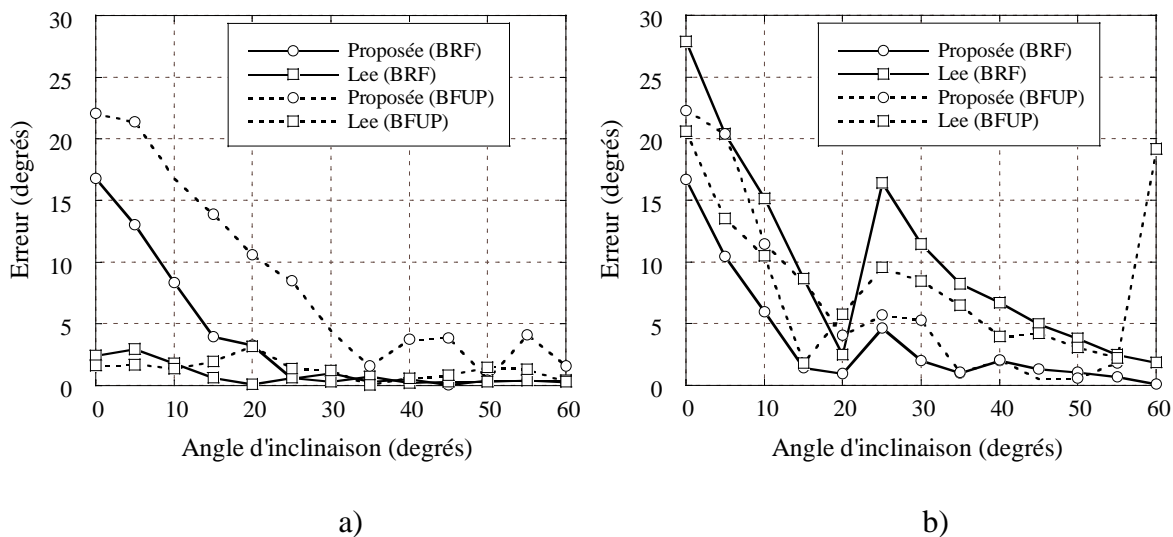 30
25
20
15
10
5
0
Erreur (degrés)
Proposée (BRF)
Lee (BRF)
Proposée (BFUP)
Lee (BFUP)
0 10 20 30 40 50 60
Angle d'inclinaison (degrés)
a)
30
25
20
15
10
5
0
Erreur (degrés)
Proposée (BRF)
Lee (BRF)
Proposée (BFUP)
Lee (BFUP)
0 10 20 30 40 50 60
Angle d'inclinaison (degrés)
b)